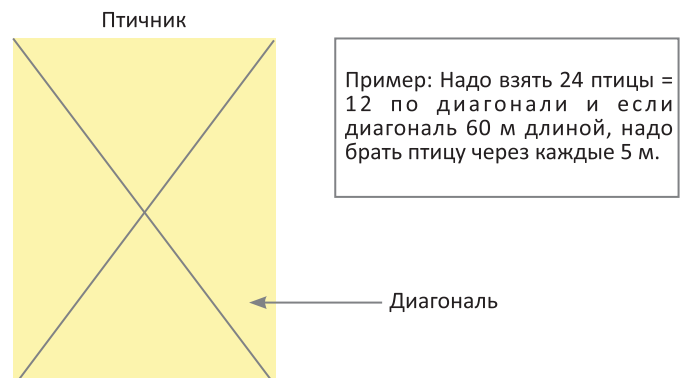 Птичник
Пример: Надо взять 24 птицы =
12 по диагонали и если
диагональ 60 м длиной, надо
брать птицу через каждые 5 м.
Диагональ